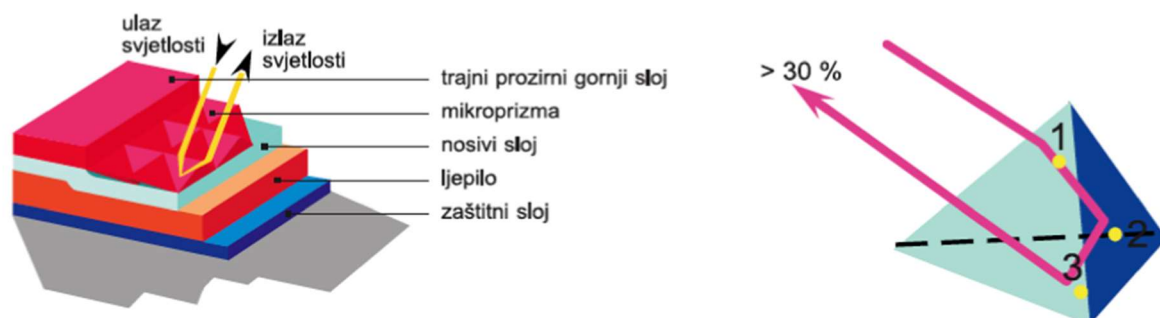 ulaz
svjetlosti
izlaz
svjetlosti
trajni prozirni gornji sloj
mikroprizma
nosivi sloj
ljepilo
zaštitni sloj
> 30 %
1
2
3